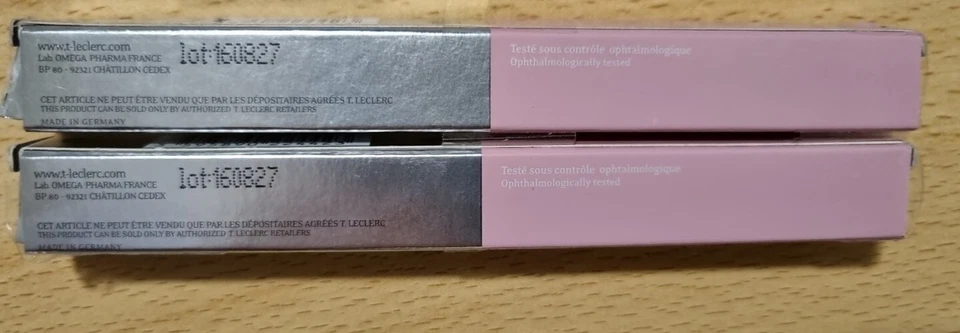 www.t-leclerc.com
Lab. OMEGA PHARMA FRANCE
BP 80 - 92321 CHÂTILLON CEDEX
lot:160827
CET ARTICLE NE PEUT ÊTRE VENDU QUE PAR LES DÉPOSITAIRES AGRÉÉS T. LECLERC
THIS PRODUCT CAN BE SOLD ONLY BY AUTHORIZED T. LECLERC RETAILERS
MADE IN GERMANY
Testé sous contrôle ophtalmologique
Ophthalmologically tested
www.t-leclerc.com
Lab. OMEGA PHARMA FRANCE
BP 80 - 92321 CHÂTILLON CEDEX
lot:160827
CET ARTICLE NE PEUT ÊTRE VENDU QUE PAR LES DÉPOSITAIRES AGRÉÉS T. LECLERC
THIS PRODUCT CAN BE SOLD ONLY BY AUTHORIZED T. LECLERC RETAILERS
MADE IN GERMANY
Testé sous contrôle ophtalmologique
Ophthalmologically tested